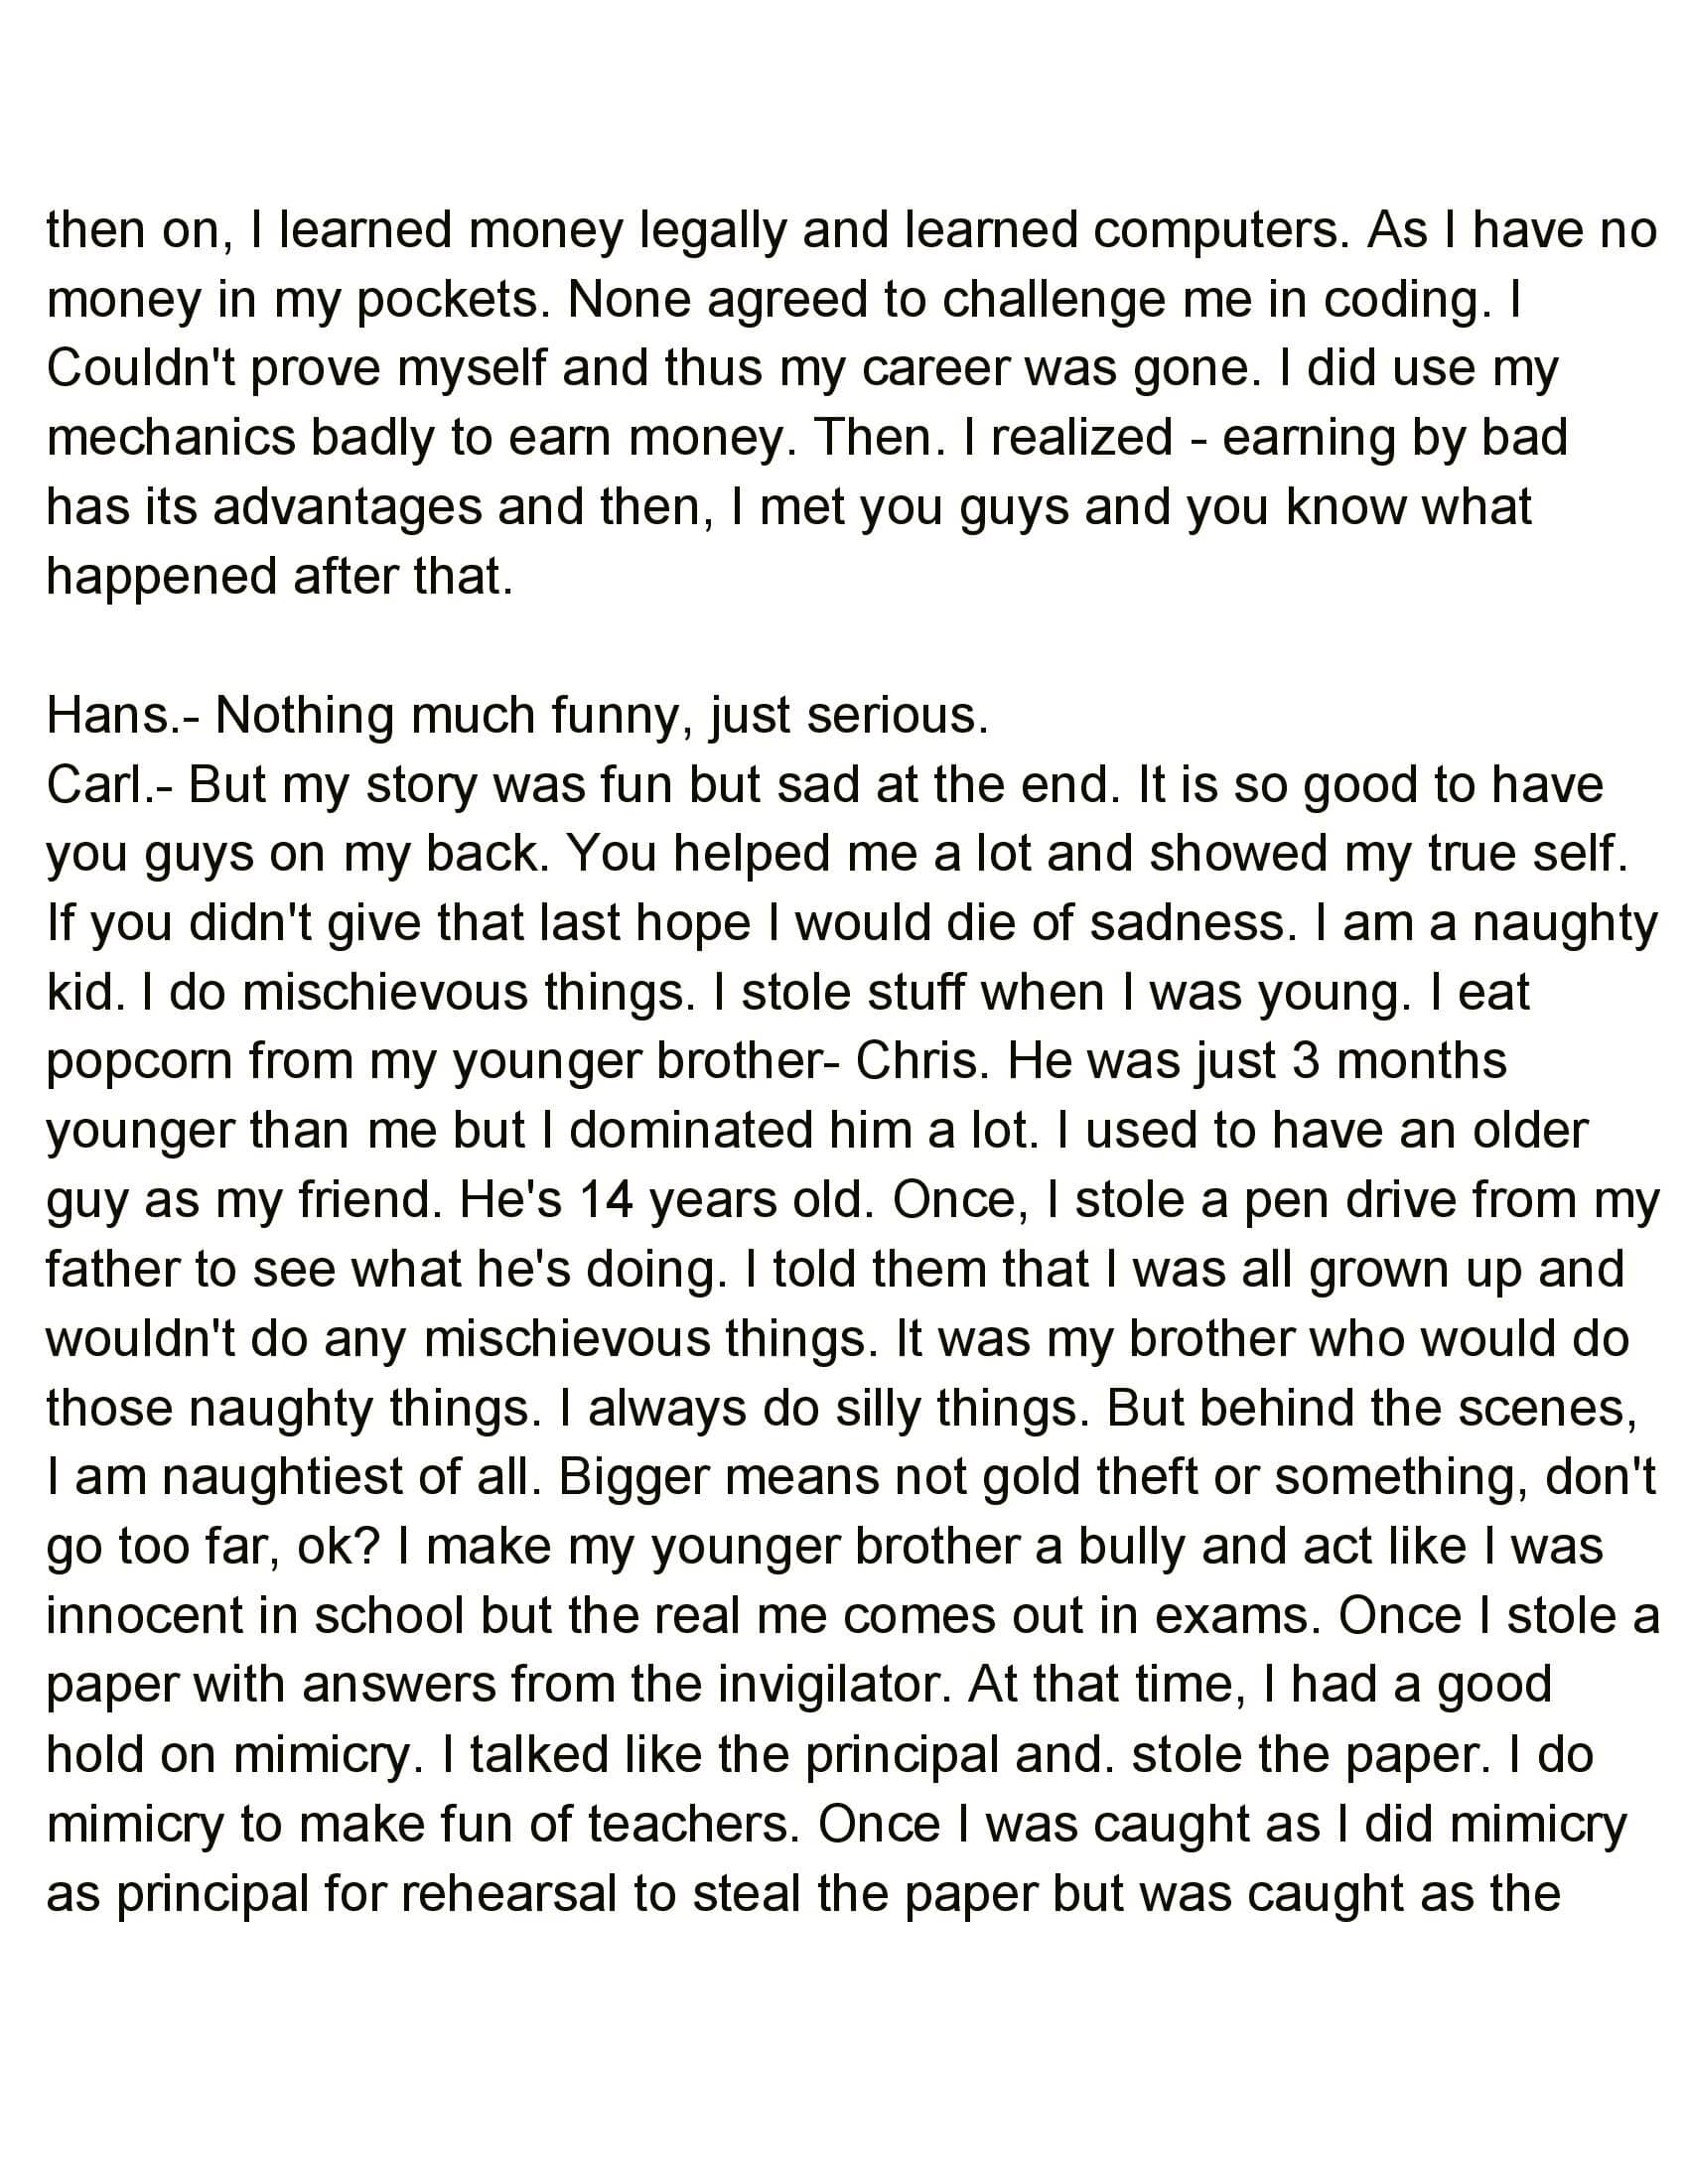 then on, I learned money legally and learned computers. As I have no
money in my pockets. None agreed to challenge me in coding. I
Couldn't prove myself and thus my career was gone. I did use my
mechanics badly to earn money. Then. I realized - earning by bad
has its advantages and then, I met you guys and you know what
happened after that.
Hans.- Nothing much funny, just serious.
Carl.- But my story was fun but sad at the end. It is so good to have
you guys on my back. You helped me a lot and showed my true self.
If you didn't give that last hope I would die of sadness. I am a naughty
kid. I do mischievous things. I stole stuff when I was young. I eat
popcorn from my younger brother- Chris. He was just 3 months
younger than me but I dominated him a lot. I used to have an older
guy as my friend. He's 14 years old. Once, I stole a pen drive from my
father to see what he's doing. I told them that I was all grown up and
wouldn't do any mischievous things. It was my brother who would do
those naughty things. I always do silly things. But behind the scenes,
I am naughtiest of all. Bigger means not gold theft or something, don't
go too far, ok? I make my younger brother a bully and act like I was
innocent in school but the real me comes out in exams. Once I stole a
paper with answers from the invigilator. At that time, I had a good
hold on mimicry. I talked like the principal and. stole the paper. I do
mimicry to make fun of teachers. Once I was caught as I did mimicry
as principal for rehearsal to steal the paper but was caught as the